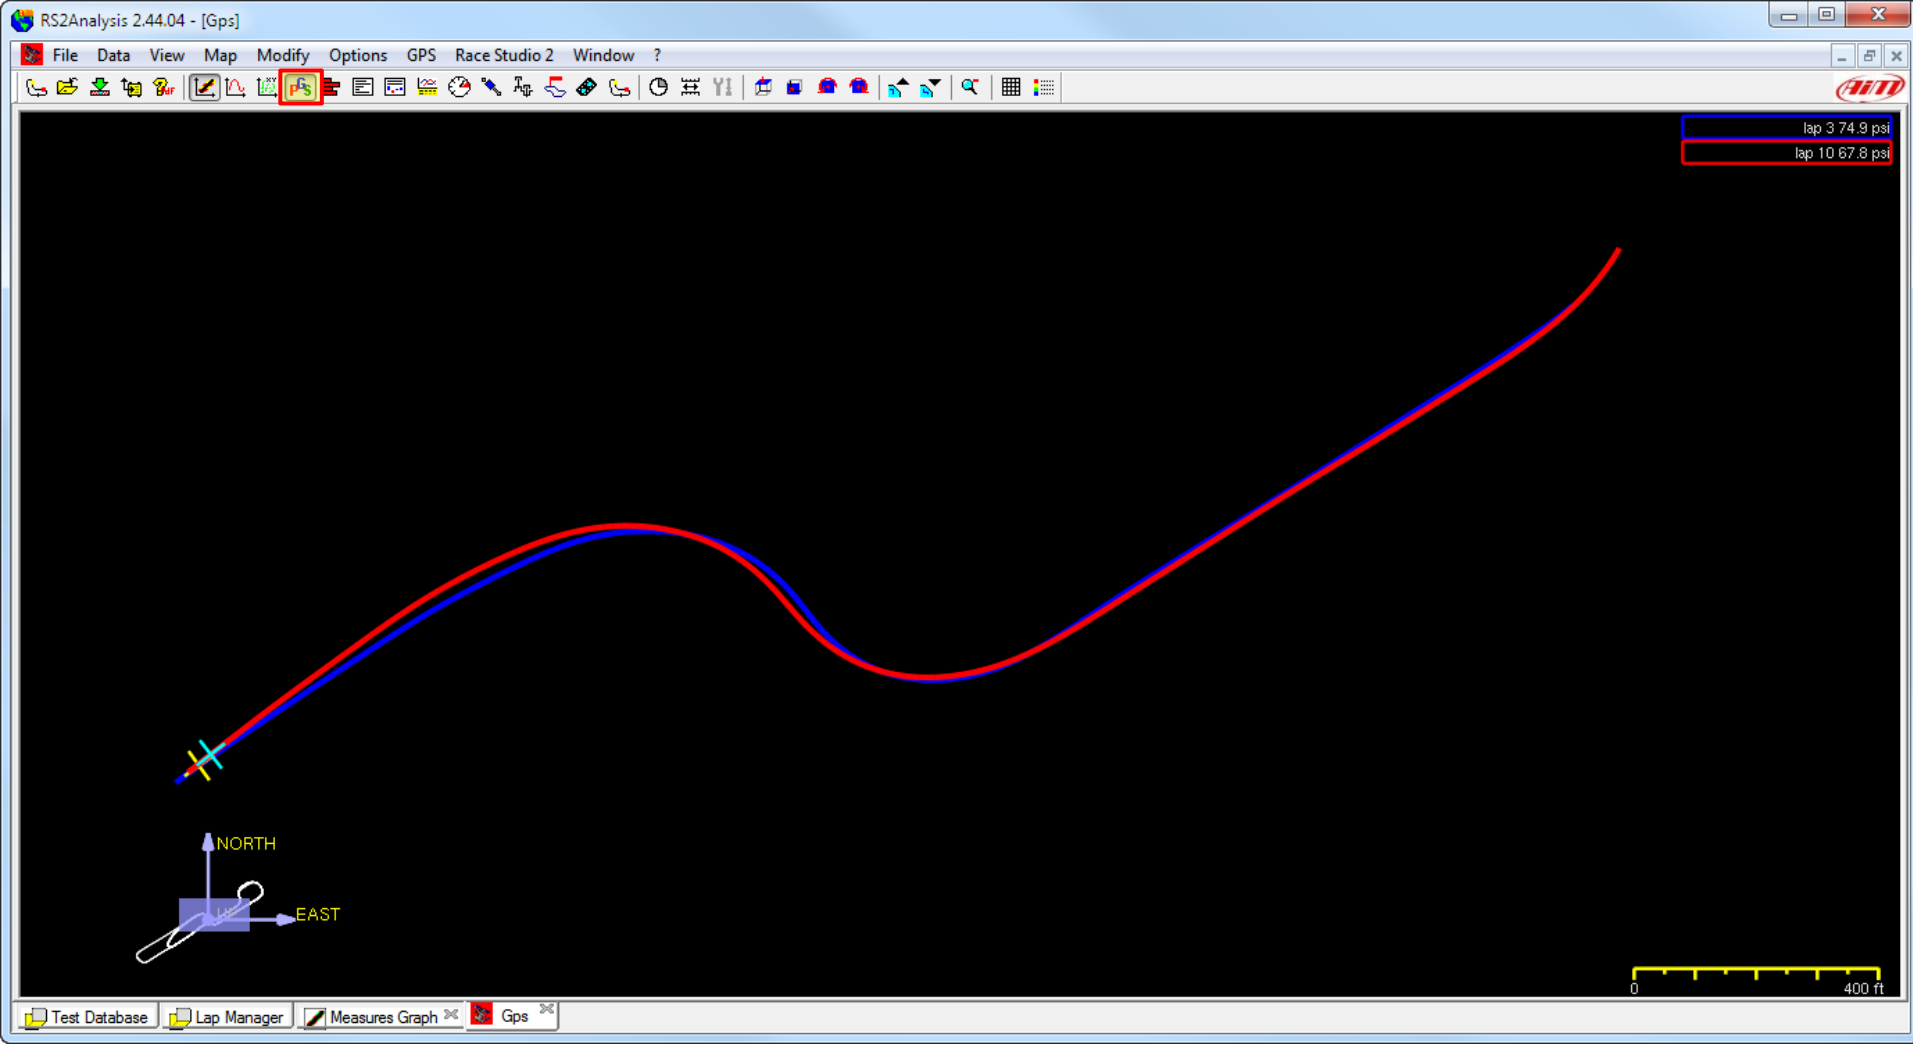 RS2Analysis 2.44.04 - [Gps]
File Data View Map Modify Options GPS Race Studio 2 Window ?
GPS
AiM
lap 3 74.9 psi
lap 10 67.8 psi
NORTH
EAST
0 400 ft
Test Database Lap Manager Measures Graph Gps